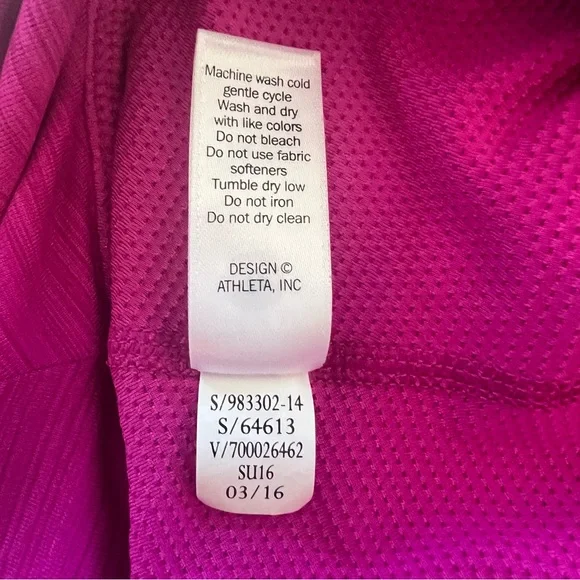 Machine wash cold
gentle cycle
Wash and dry
with like colors
Do not bleach
Do not use fabric
softeners
Tumble dry low
Do not iron
Do not dry clean
DESIGN ©
ATHLETA, INC
S/983302-14
S/64613
V/700026462
SU16
03/16